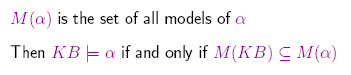 M(α) is the set of all models of α
Then KB ⊨ α if and only if M(KB) ⊆ M(α)